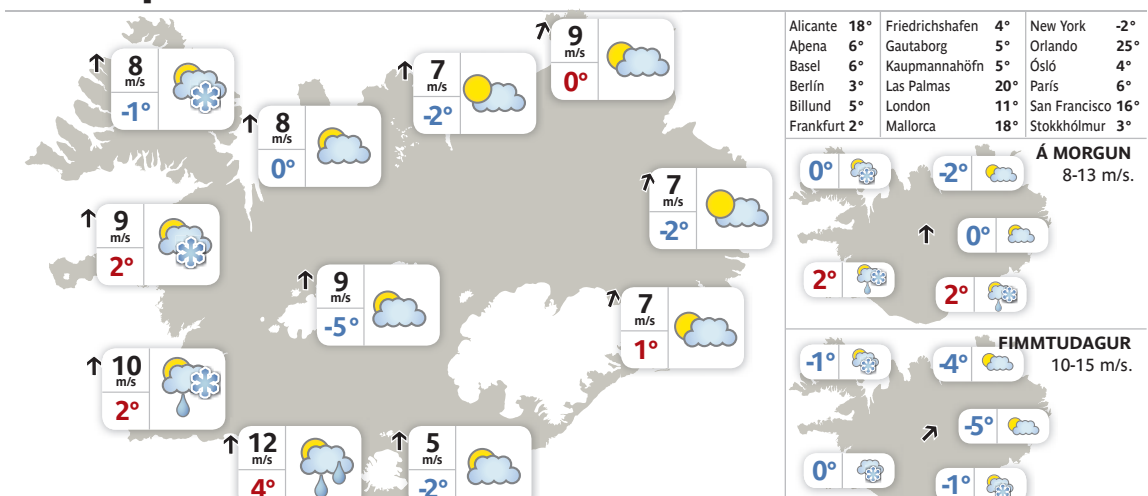 9
m/s
0°
8
m/s
-1°
7
m/s
-2°
8
m/s
0°
7
m/s
-2°
9
m/s
2°
9
m/s
-5°
7
m/s
1°
10
m/s
2°
12
m/s
4°
5
m/s
-2°
Alicante 18°
Aþena 6°
Basel 6°
Berlín 3°
Billund 5°
Frankfurt 2°
Friedrichshafen 4°
Gautaborg 5°
Kaupmannahöfn 5°
Las Palmas 20°
London 11°
Mallorca 18°
New York -2°
Orlando 25°
Ósló 4°
París 6°
San Francisco 16°
Stokkhólmur 3°
Á MORGUN
8-13 m/s.
0°
-2°
0°
2°
2°
FIMMTUDAGUR
10-15 m/s.
-1°
-4°
-5°
0°
-1°